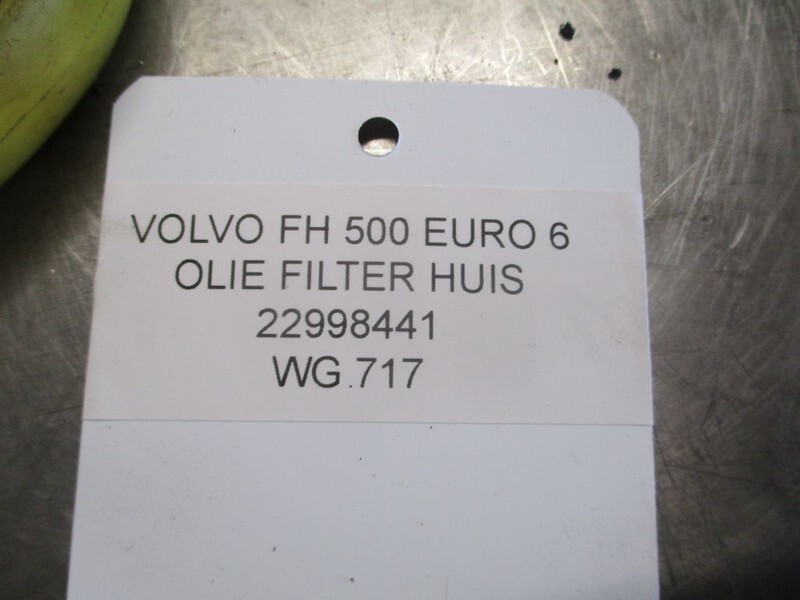 VOLVO FH 500 EURO 6
OLIE FILTER HUIS
22998441
WG.717